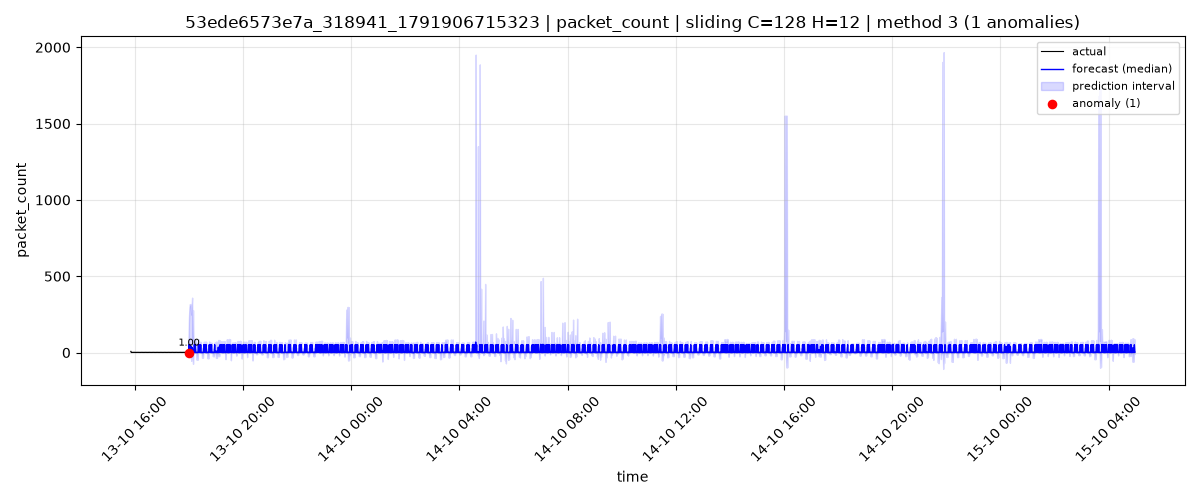 53ede6573e7a_318941_1791906715323 | packet_count | sliding C=128 H=12 | method 3 (1 anomalies)
packet_count
2000
1500
1000
500
0
1.00
actual
forecast (median)
prediction interval
anomaly (1)
13-10 16:00
13-10 20:00
14-10 00:00
14-10 04:00
14-10 08:00
14-10 12:00
14-10 16:00
14-10 20:00
15-10 00:00
15-10 04:00
time